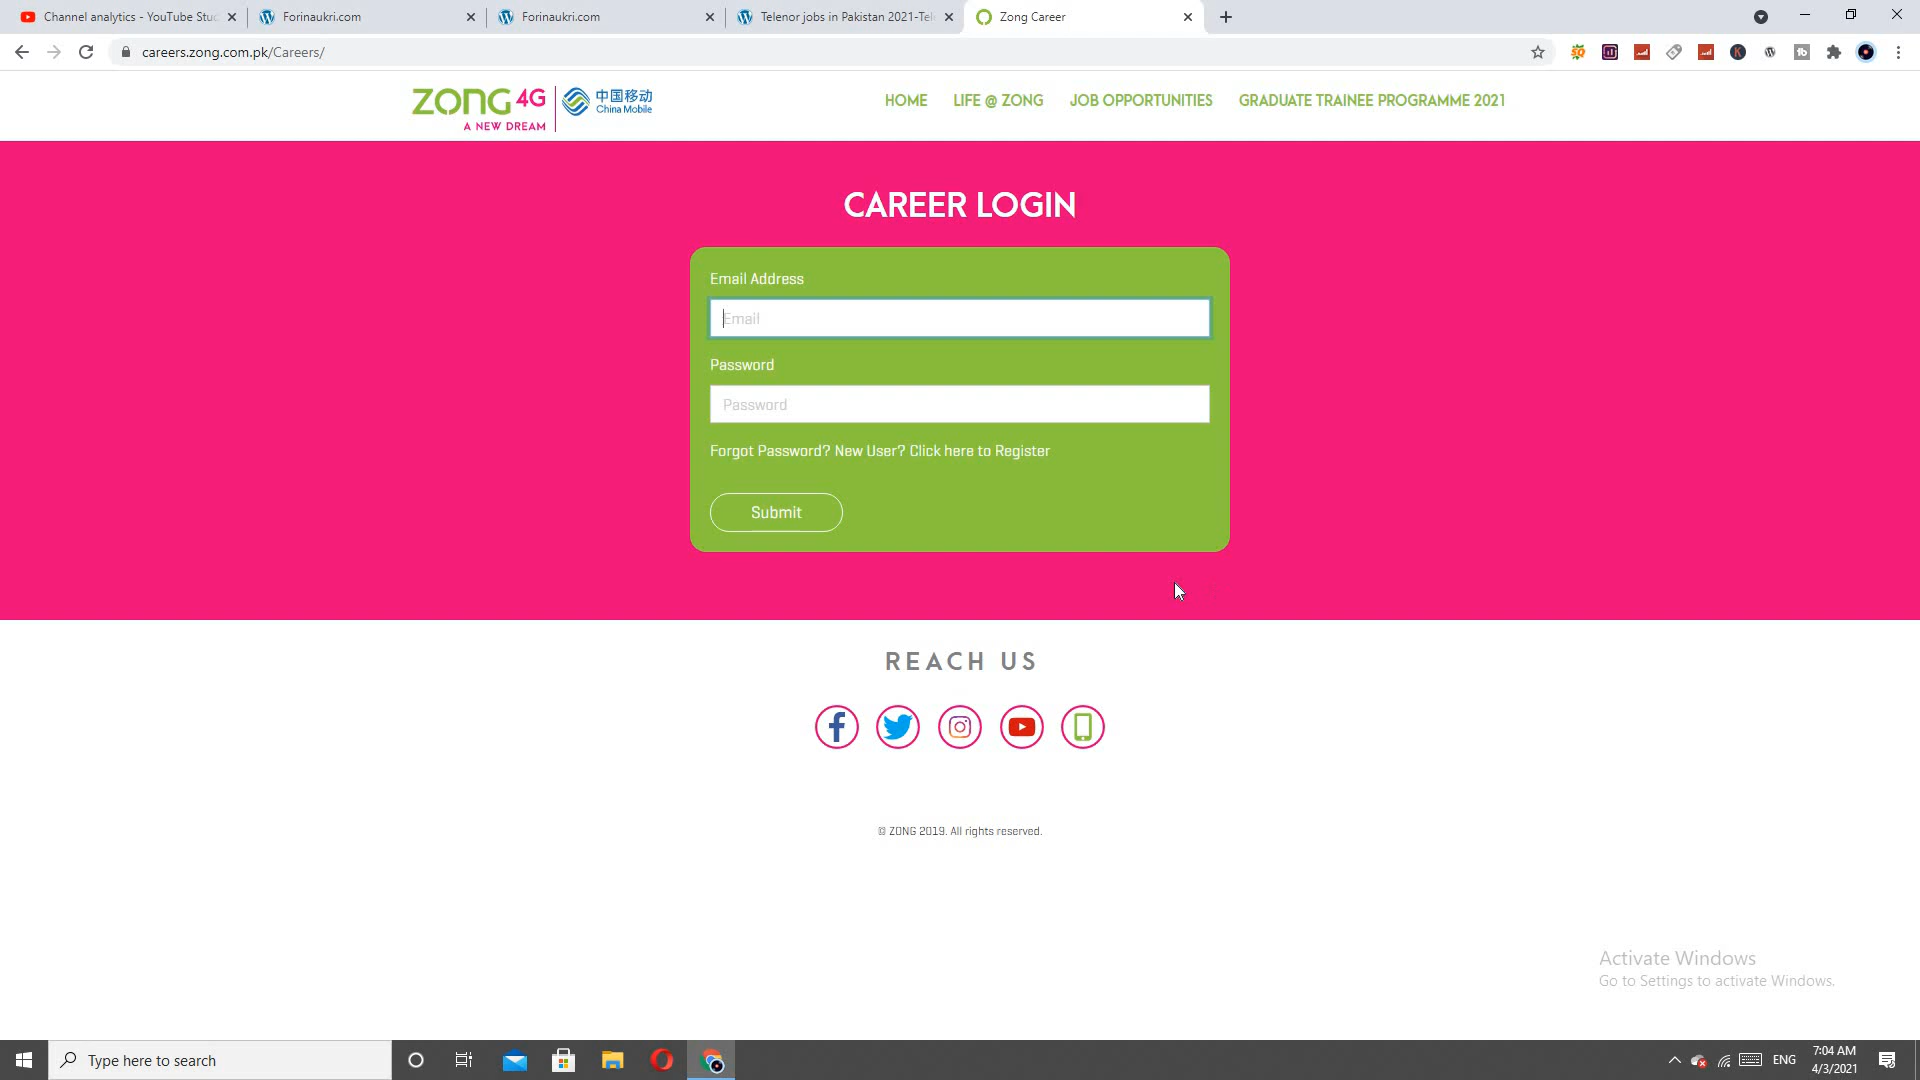 Channel analytics - YouTube Stuc
Forinaukri.com
Forinaukri.com
Telenor jobs in Pakistan 2021-Tel
Zong Career
careers.zong.com.pk/Careers/
ZONG 4G
A NEW DREAM
中国移动
China Mobile
HOME
LIFE @ ZONG
JOB OPPORTUNITIES
GRADUATE TRAINEE PROGRAMME 2021
CAREER LOGIN
Email Address
Email
Password
Password
Forgot Password? New User? Click here to Register
Submit
REACH US
© ZONG 2019. All rights reserved.
Activate Windows
Go to Settings to activate Windows.
Type here to search
ENG
7:04 AM
4/3/2021